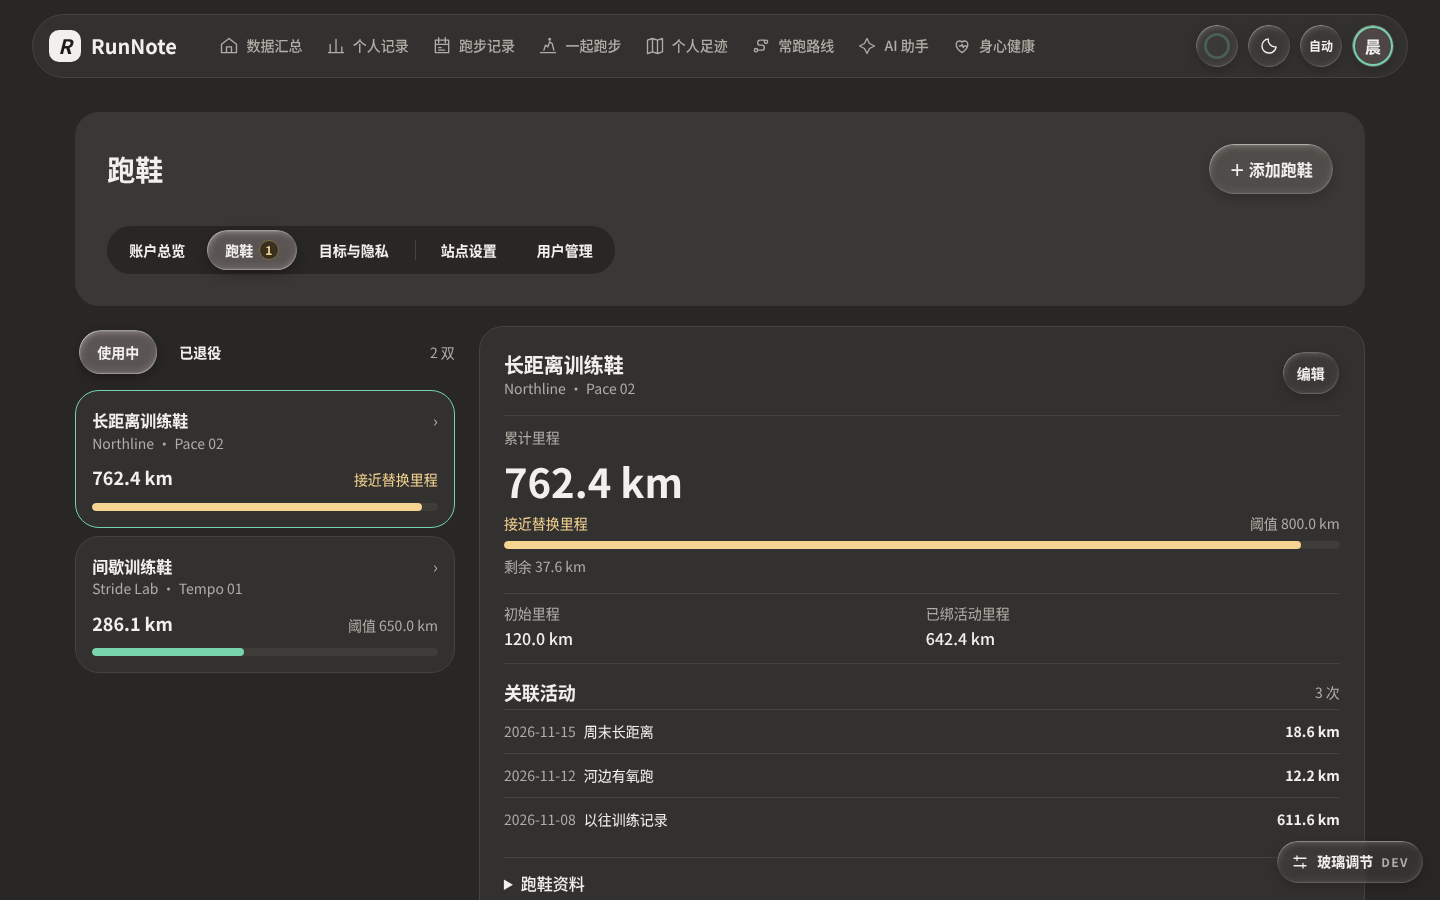 R RunNote 数据汇总 个人记录 跑步记录 一起跑步 个人足迹 常跑路线 AI 助手 身心健康 自动 晨
跑鞋
+ 添加跑鞋
账户总览 跑鞋 1 目标与隐私 站点设置 用户管理
使用中 已退役 2 双
长距离训练鞋 ›
Northline • Pace 02
762.4 km 接近替换里程
间歇训练鞋 ›
Stride Lab • Tempo 01
286.1 km 阈值 650.0 km
长距离训练鞋
Northline • Pace 02
编辑
累计里程
762.4 km
接近替换里程 阈值 800.0 km
剩余 37.6 km
初始里程 已绑活动里程
120.0 km 642.4 km
关联活动 3 次
2026-11-15 周末长距离 18.6 km
2026-11-12 河边有氧跑 12.2 km
2026-11-08 以往训练记录 611.6 km
玻璃调节 DEV
▶ 跑鞋资料